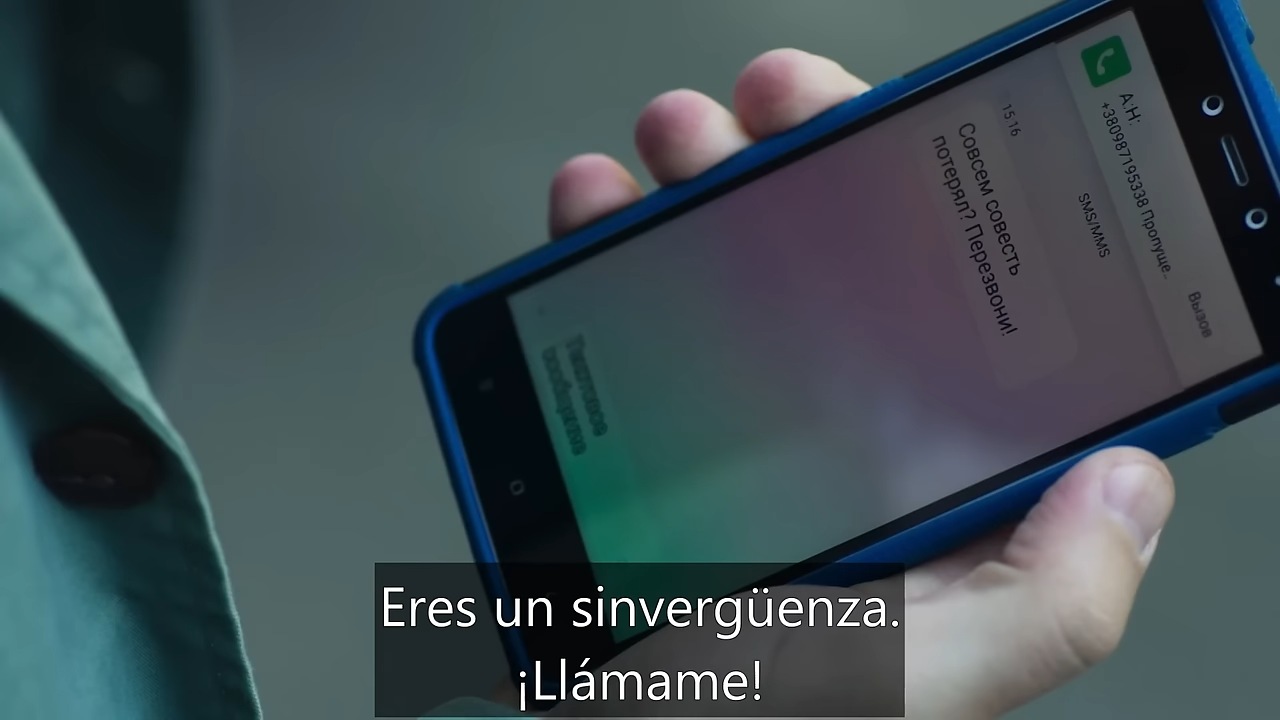 А.Н:
+380987195338 Пропуще...
Вызов
SMS/MMS
15:16
Совсем совесть
потерял? Перезвони!
Eres un sinvergüenza.
¡Llámame!